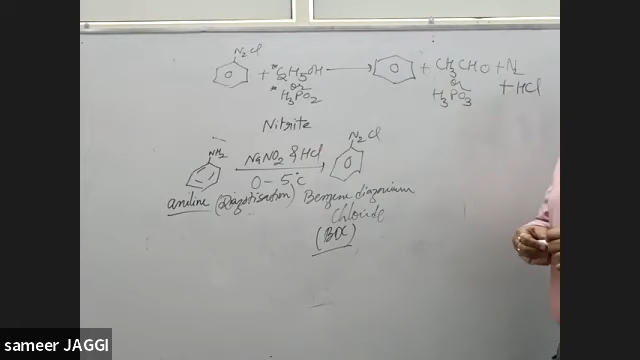 N₂Cl
+ *C₂H₅OH → + CH₃CHO + N₂
or or + HCl
* H₃PO₂ H₃PO₃
Nitrite
N₂Cl
NH₂ NaNO₂ & HCl
0 - 5°C
aniline (Diazotisation) Benzene diazonium
Chloride
(BDC)
sameer JAGGI